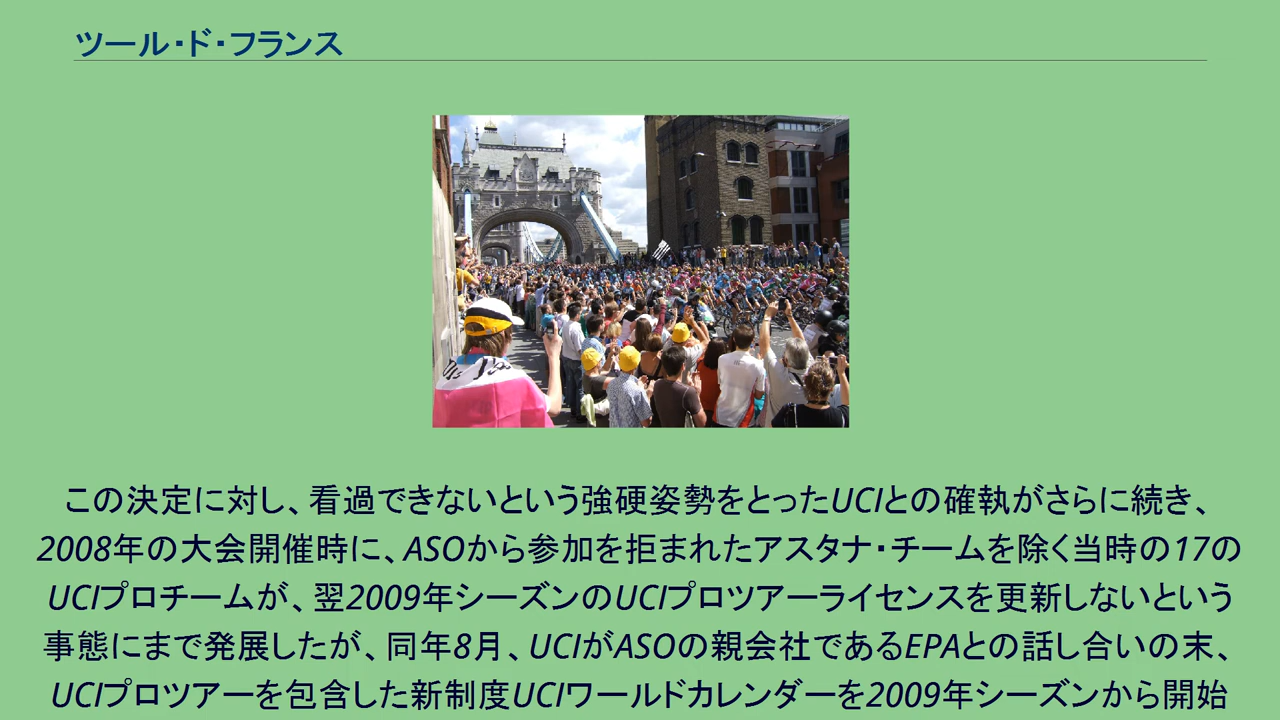 ツール・ド・フランス
この決定に対し、看過できないという強硬姿勢をとったUCIとの確執がさらに続き、
2008年の大会開催時に、ASOから参加を拒まれたアスタナ・チームを除く当時の17の
UCIプロチームが、翌2009年シーズンのUCIプロツアーライセンスを更新しないという
事態にまで発展したが、同年8月、UCIがASOの親会社であるEPAとの話し合いの末、
UCIプロツアーを包含した新制度UCIワールドカレンダーを2009年シーズンから開始